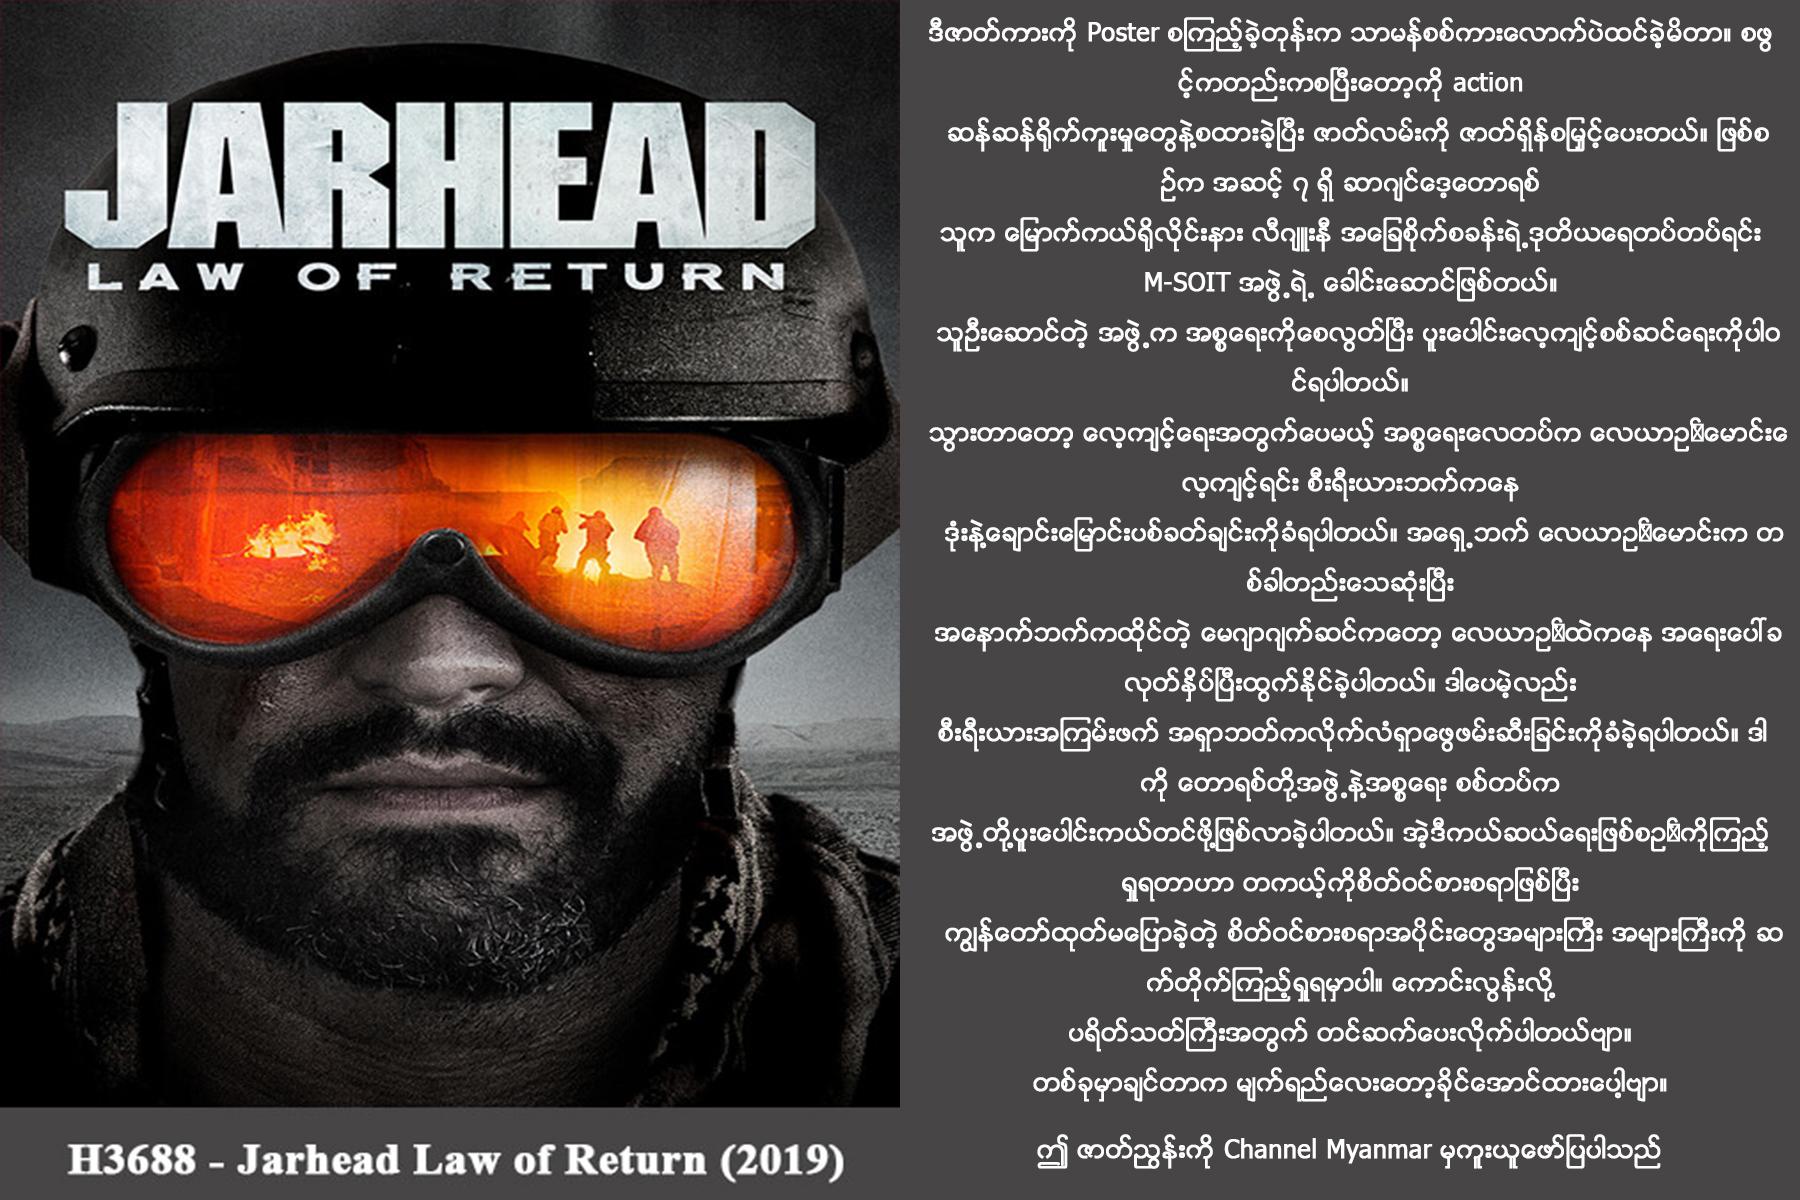 JARHEAD
LAW OF RETURN
H3688 - Jarhead Law of Return (2019)
ဒီဇာတ်ကားကို Poster စကြည့်ခဲ့တုန်းက သာမန်စစ်ကားလောက်ပဲထင်ခဲ့မိတာ။ စဖွ
င့်ကတည်းကစပြီးတော့ကို action
ဆန်ဆန်ရိုက်ကူးမှုတွေနဲ့စထားခဲ့ပြီး ဇာတ်လမ်းကို ဇာတ်ရှိန်စမြှင့်ပေးတယ်။ ဖြစ်စ
ဉ်က အဆင့် ၇ ရှိ ဆာဂျင်ဒေ့တောရစ်
သူက မြောက်ကယ်ရိုလိုင်းနား လီဂျူးနီ အခြေစိုက်စခန်းရဲ့ဒုတိယရေတပ်တပ်ရင်း
M-SOIT အဖွဲ့ရဲ့ ခေါင်းဆောင်ဖြစ်တယ်။
သူဦးဆောင်တဲ့ အဖွဲ့က အစ္စရေးကိုစေလွှတ်ပြီး ပူးပေါင်းလေ့ကျင့်စစ်ဆင်ရေးကိုပါဝ
င်ရပါတယ်။
သွားတာတော့ လေ့ကျင့်ရေးအတွက်ပေမယ့် အစ္စရေးလေတပ်က လေယာဉ်မောင်းလေ
့ကျင့်ရင်း စီးရီးယားဘက်ကနေ
ဒုံးနဲ့ချောင်းမြောင်းပစ်ခတ်ချင်းကိုခံရပါတယ်။ အရှေ့ဘက် လေယာဉ်မောင်းက တ
စ်ခါတည်းသေဆုံးပြီး
အနောက်ဘက်ကထိုင်တဲ့ မေဂျာဂျက်ဆင်ကတော့ လေယာဉ်ထဲကနေ အရေးပေါ်ခ
လုတ်နှိပ်ပြီးထွက်နိုင်ခဲ့ပါတယ်။ ဒါပေမဲ့လည်း
စီးရီးယားအကြမ်းဖက် အရှာဘတ်ကလိုက်လံရှာဖွေဖမ်းဆီးခြင်းကိုခံခဲ့ရပါတယ်။ ဒါ
ကို တောရစ်တို့အဖွဲ့နဲ့အစ္စရေး စစ်တပ်က
အဖွဲ့တို့ပူးပေါင်းကယ်တင်ဖို့ဖြစ်လာခဲ့ပါတယ်။ အဲ့ဒီကယ်ဆယ်ရေးဖြစ်စဉ်ကိုကြည့်
ရှုရတာဟာ တကယ့်ကိုစိတ်ဝင်စားစရာဖြစ်ပြီး
ကျွန်တော်ထုတ်မပြောခဲ့တဲ့ စိတ်ဝင်စားစရာအပိုင်းတွေအများကြီး အများကြီးကို ဆ
က်တိုက်ကြည့်ရှုရမှာပါ။ ကောင်းလွန်းလို့
ပရိတ်သတ်ကြီးအတွက် တင်ဆက်ပေးလိုက်ပါတယ်ဗျာ။
တစ်ခုမှာချင်တာက မျက်ရည်လေးတော့ခိုင်အောင်ထားပေါ့ဗျာ။
ဤ ဇာတ်ညွှန်းကို Channel Myanmar မှကူးယူဖော်ပြပါသည်